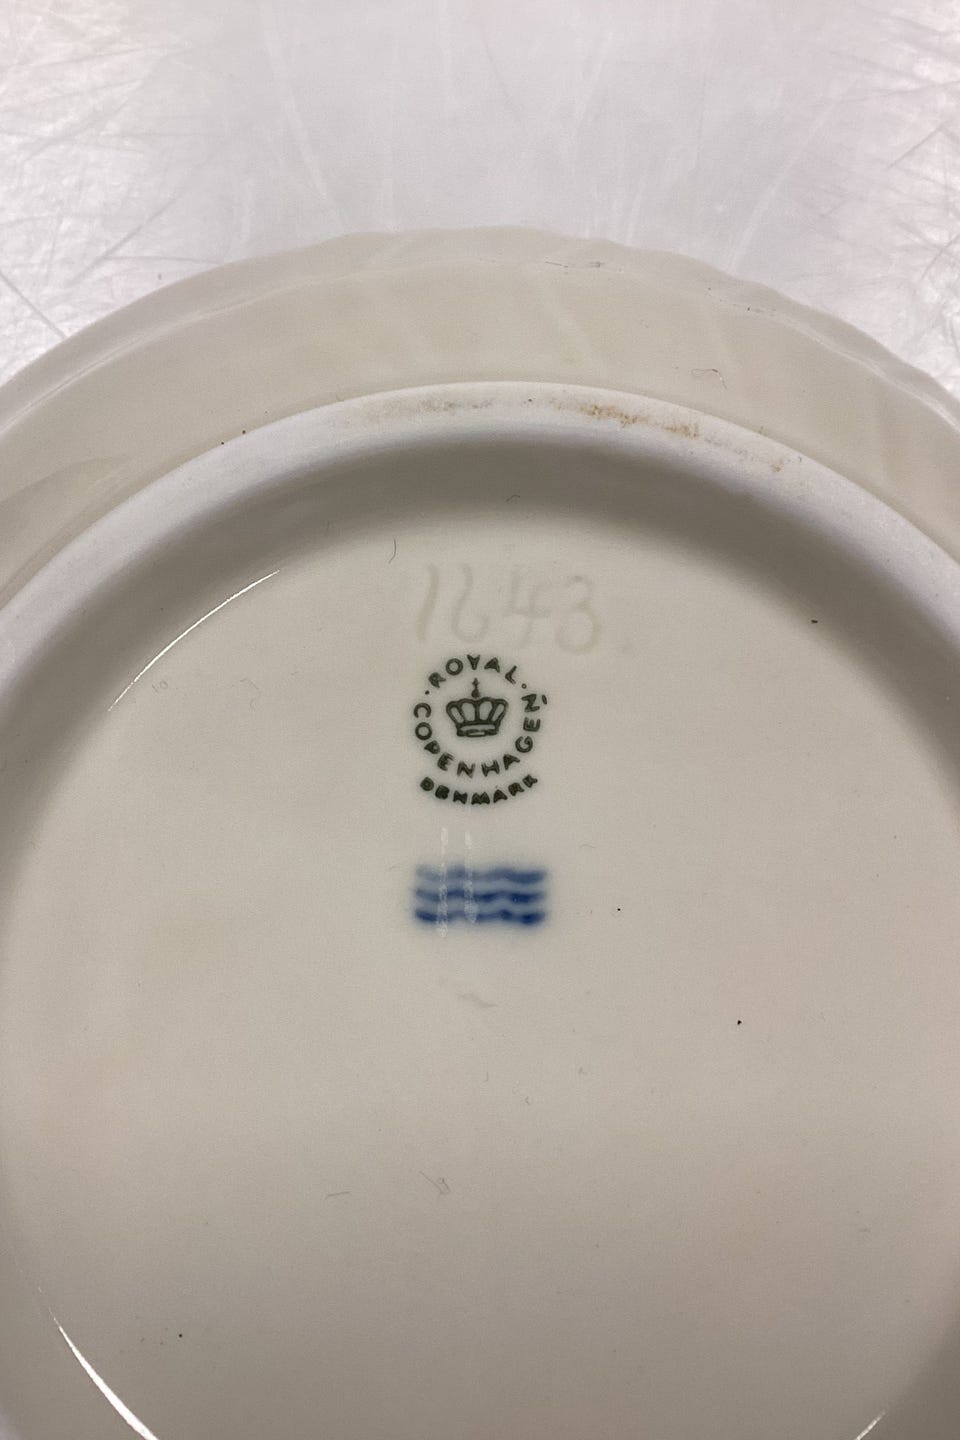 1643.
ROYAL
COPENHAGEN
DENMARK